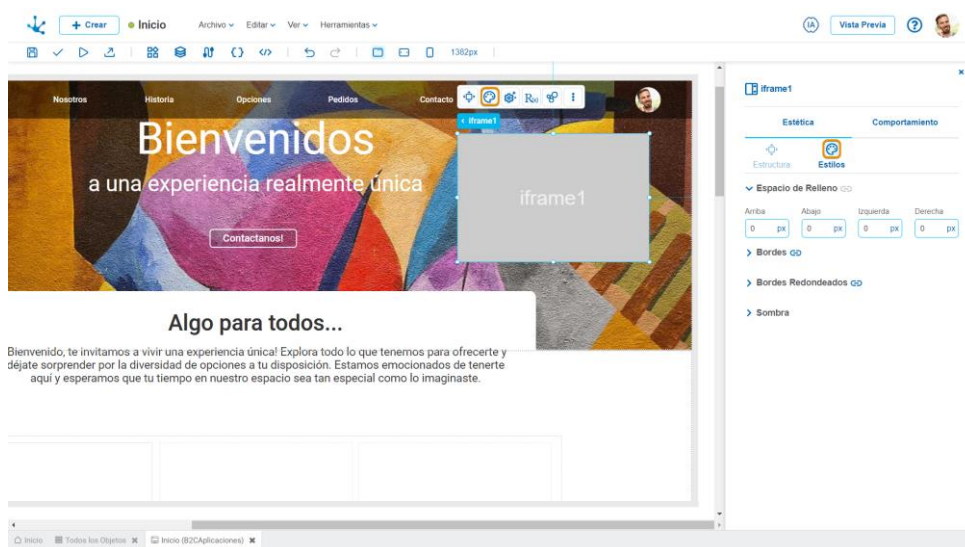 + Crear
Inicio
Archivo
Editar
Ver
Herramientas
IA
Vista Previa
?
1382px
Nosotros
Historia
Opciones
Pedidos
Contacto
iframe1
Bienvenidos
a una experiencia realmente única
Contactanos!
iframe1
Algo para todos...
Bienvenido, te invitamos a vivir una experiencia única! Explora todo lo que tenemos para ofrecerte y
déjate sorprender por la diversidad de opciones a tu disposición. Estamos emocionados de tenerte
aquí y esperamos que tu tiempo en nuestro espacio sea tan especial como lo imaginaste.
iframe1
Estética
Comportamiento
Estructura
Estilos
Espacio de Relleno
Arriba
Abajo
Izquierda
Derecha
0 px
0 px
0 px
0 px
Bordes
Bordes Redondeados
Sombra
Inicio
Todos los Objetos
Inicio (B2CAplicaciones)